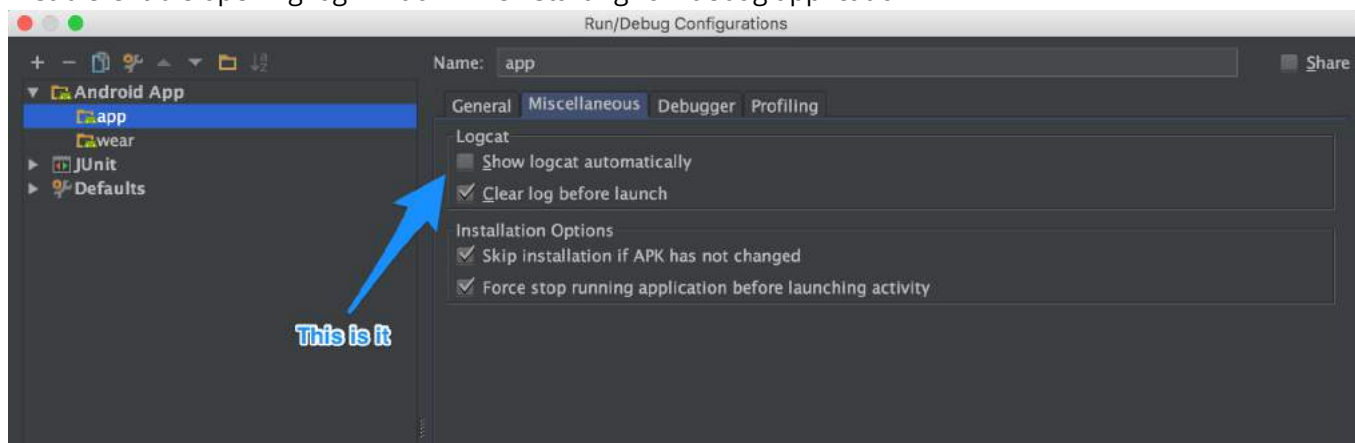 Run/Debug Configurations
Name: app
Share
Android App
app
wear
JUnit
Defaults
General Miscellaneous Debugger Profiling
Logcat
Show logcat automatically
Clear log before launch
Installation Options
Skip installation if APK has not changed
Force stop running application before launching activity
This is it